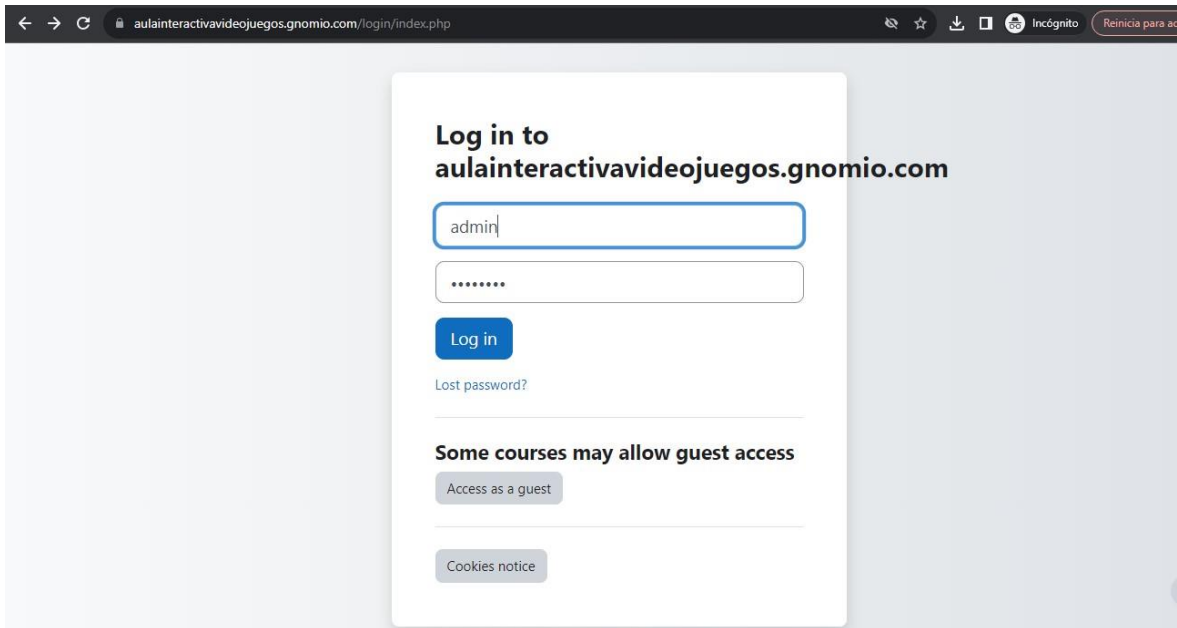 aulainteractivavideojuegos.gnomio.com/login/index.php Incógnito Reinicia para ac
Log in to
aulainteractivavideojuegos.gnomio.com
admin
••••••••
Log in
Lost password?
Some courses may allow guest access
Access as a guest
Cookies notice